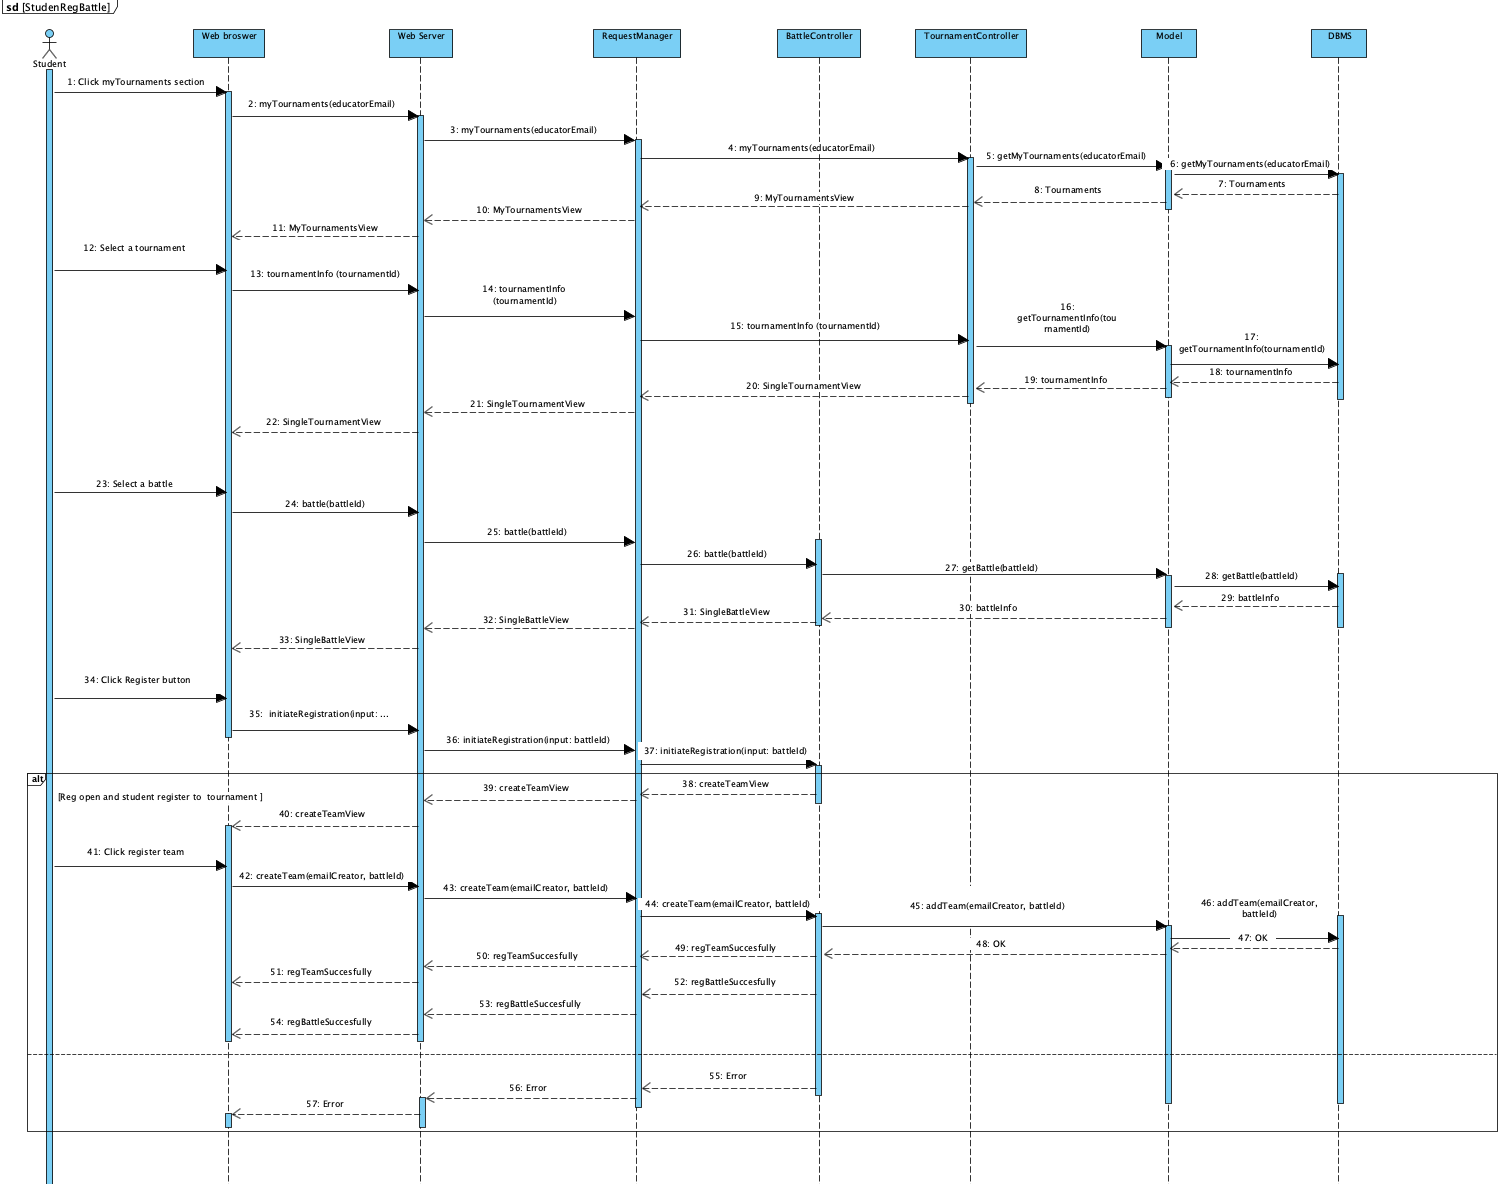 sd [StudenRegBattle]
Student
Web broswer
Web Server
RequestManager
BattleController
TournamentController
Model
DBMS
1: Click myTournaments section
2: myTournaments(educatorEmail)
3: myTournaments(educatorEmail)
4: myTournaments(educatorEmail)
5: getMyTournaments(educatorEmail)
6: getMyTournaments(educatorEmail)
7: Tournaments
8: Tournaments
9: MyTournamentsView
10: MyTournamentsView
11: MyTournamentsView
12: Select a tournament
13: tournamentInfo (tournamentId)
14: tournamentInfo
(tournamentId)
15: tournamentInfo (tournamentId)
16:
getTournamentInfo(tou
rnamentId)
17:
getTournamentInfo(tournamentId)
18: tournamentInfo
19: tournamentInfo
20: SingleTournamentView
21: SingleTournamentView
22: SingleTournamentView
23: Select a battle
24: battle(battleId)
25: battle(battleId)
26: battle(battleId)
27: getBattle(battleId)
28: getBattle(battleId)
29: battleInfo
30: battleInfo
31: SingleBattleView
32: SingleBattleView
33: SingleBattleView
34: Click Register button
35: initiateRegistration(input: ...
36: initiateRegistration(input: battleId)
37: initiateRegistration(input: battleId)
alt
[Reg open and student register to tournament ]
38: createTeamView
39: createTeamView
40: createTeamView
41: Click register team
42: createTeam(emailCreator, battleId)
43: createTeam(emailCreator, battleId)
44: createTeam(emailCreator, battleId)
45: addTeam(emailCreator, battleId)
46: addTeam(emailCreator,
battleId)
47: OK
48: OK
49: regTeamSuccesfully
50: regTeamSuccesfully
51: regTeamSuccesfully
52: regBattleSuccesfully
53: regBattleSuccesfully
54: regBattleSuccesfully
55: Error
56: Error
57: Error